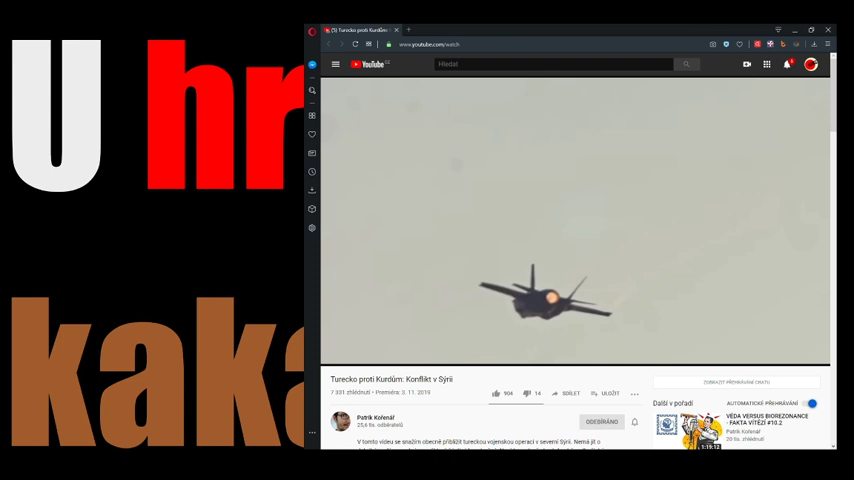 U hr
kaka
(5) Turecko proti Kurdům:
www.youtube.com/watch
YouTube CZ
Hledat
Turecko proti Kurdům: Konflikt v Sýrii
7 331 zhlédnutí • Premiéra: 3. 11. 2019
904
14
SDÍLET
ULOŽIT
Patrik Kořenář
25,6 tis. odběratelů
ODEBÍRÁNO
V tomto videu se snažím obecně přiblížit tureckou vojenskou operaci v severní Sýrii. Nemá jít o
ZOBRAZIT PŘEHRÁVÁNÍ CHATU
Další v pořadí
AUTOMATICKÉ PŘEHRÁVÁNÍ
VĚDA VERSUS BIOREZONANCE
- FAKTA VÍTĚZÍ #10.2
Patrik Kořenář
20 tis. zhlédnutí
1:19:12